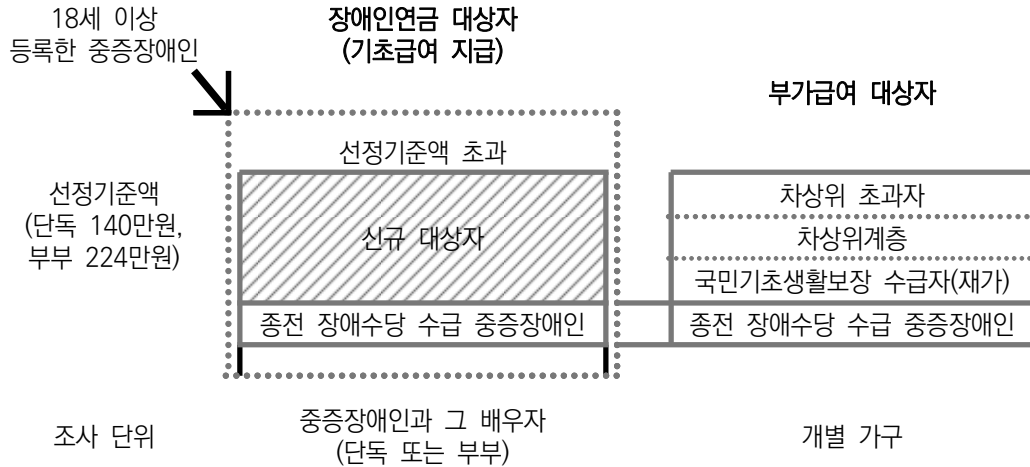 18세 이상
등록한 중증장애인
장애인연금 대상자
(기초급여 지급)
부가급여 대상자
선정기준액 초과
선정기준액
(단독 140만원,
부부 224만원)
신규 대상자
차상위 초과자
차상위계층
국민기초생활보장 수급자(재가)
종전 장애수당 수급 중증장애인
종전 장애수당 수급 중증장애인
조사 단위
중증장애인과 그 배우자
(단독 또는 부부)
개별 가구